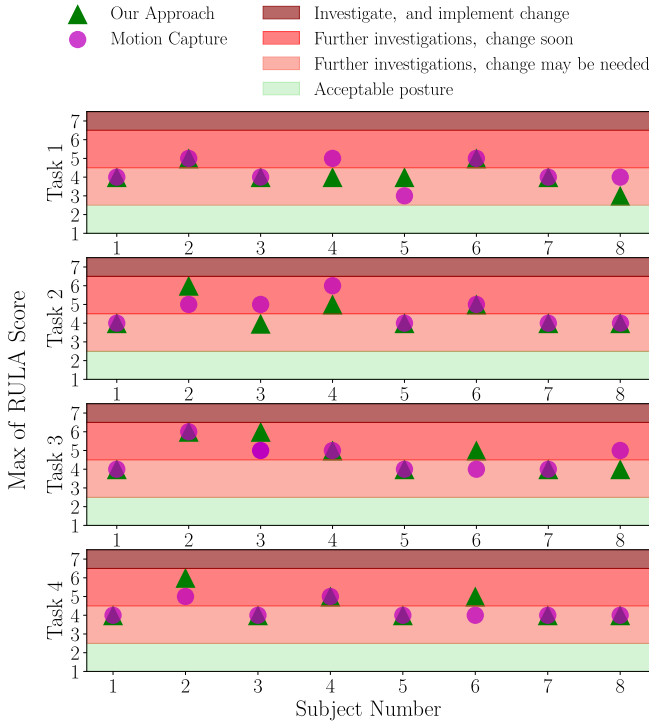 Our Approach
Motion Capture
Investigate, and implement change
Further investigations, change soon
Further investigations, change may be needed
Acceptable posture
Max of RULA Score
Task 1
7
6
5
4
3
2
1
1 2 3 4 5 6 7 8
Task 2
7
6
5
4
3
2
1
1 2 3 4 5 6 7 8
Task 3
7
6
5
4
3
2
1
1 2 3 4 5 6 7 8
Task 4
7
6
5
4
3
2
1
1 2 3 4 5 6 7 8
Subject Number